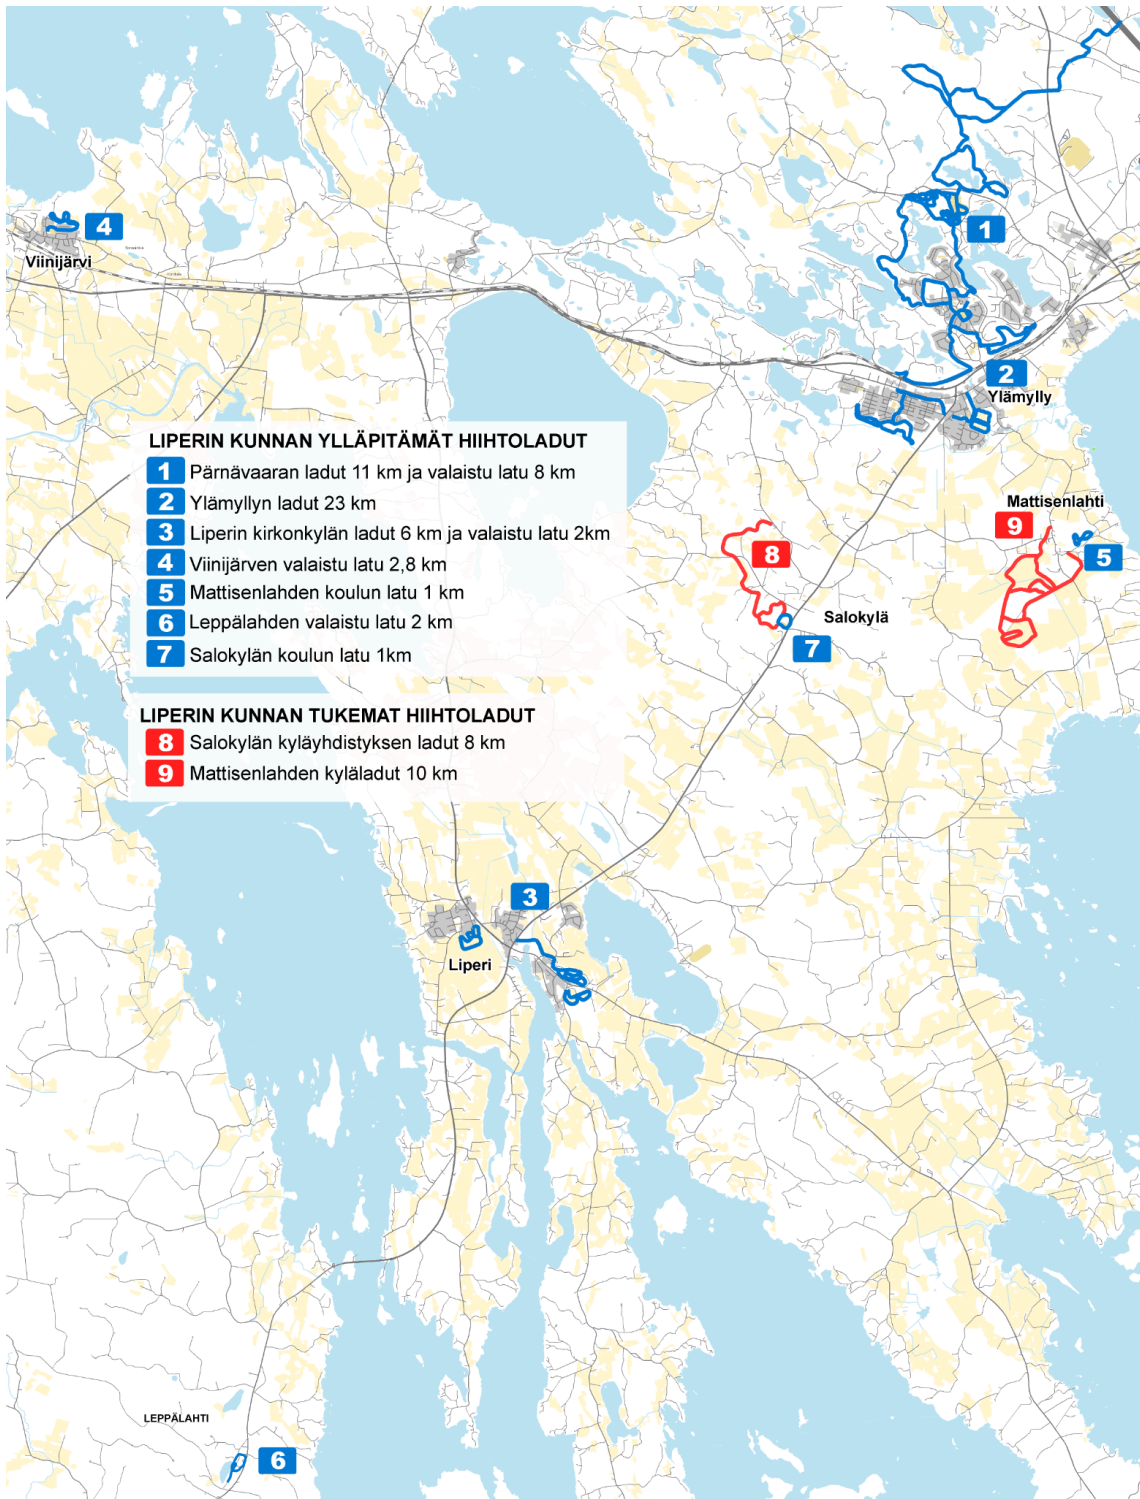 1
4
Viinijärvi
2
Ylämylly
LIPERIN KUNNAN YLLÄPITÄMÄT HIIHTOLADUT
1 Pärnävaaran ladut 11 km ja valaistu latu 8 km
2 Ylämyllyn ladut 23 km
3 Liperin kirkonkylän ladut 6 km ja valaistu latu 2km
4 Viinijärven valaistu latu 2,8 km
5 Mattisenlahden koulun latu 1 km
6 Leppälahden valaistu latu 2 km
7 Salokylän koulun latu 1km
Mattisenlahti
9
8
5
Salokylä
7
LIPERIN KUNNAN TUKEMAT HIIHTOLADUT
8 Salokylän kyläyhdistyksen ladut 8 km
9 Mattisenlahden kyläladut 10 km
3
Liperi
LEPPÄLAHTI
6